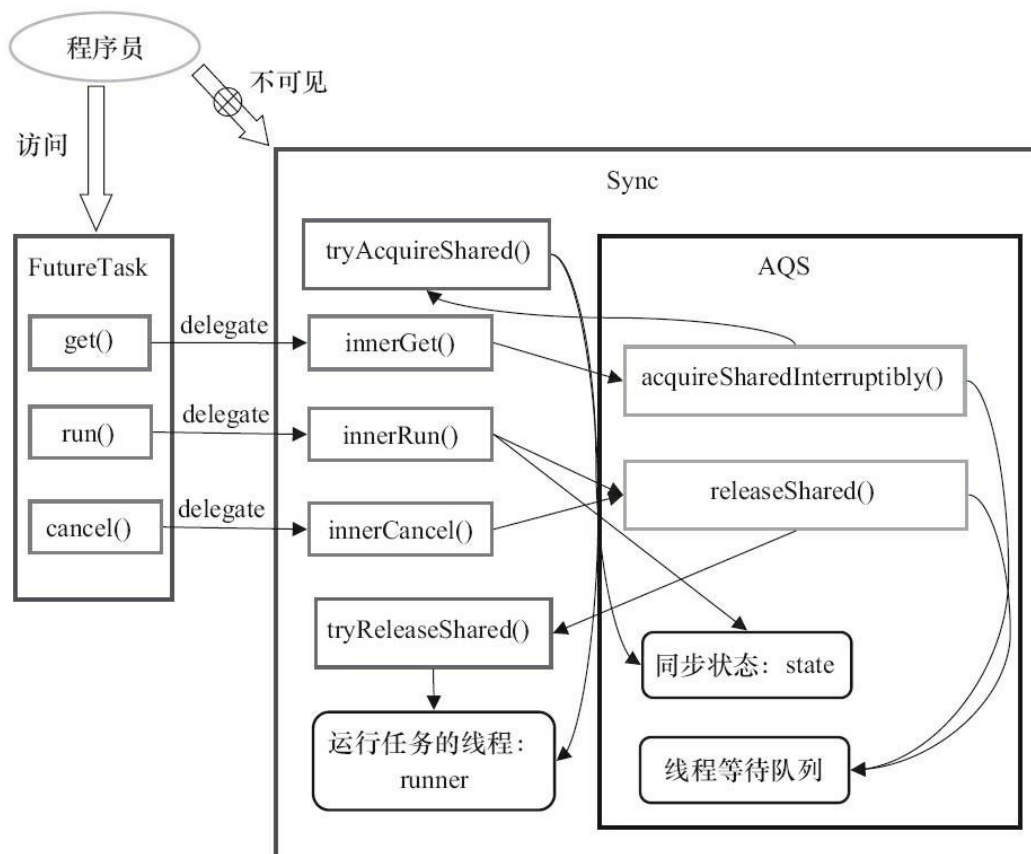 程序员
不可见
访问
Sync
tryAcquireShared()
AQS
FutureTask
get()
delegate
innerGet()
acquireSharedInterruptibly()
run()
delegate
innerRun()
releaseShared()
cancel()
delegate
innerCancel()
tryReleaseShared()
同步状态：state
运行任务的线程：
runner
线程等待队列